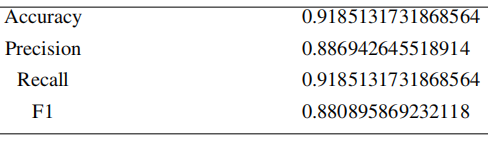 Accuracy 0.9185131731868564
Precision 0.886942645518914
Recall 0.9185131731868564
F1 0.880895869232118